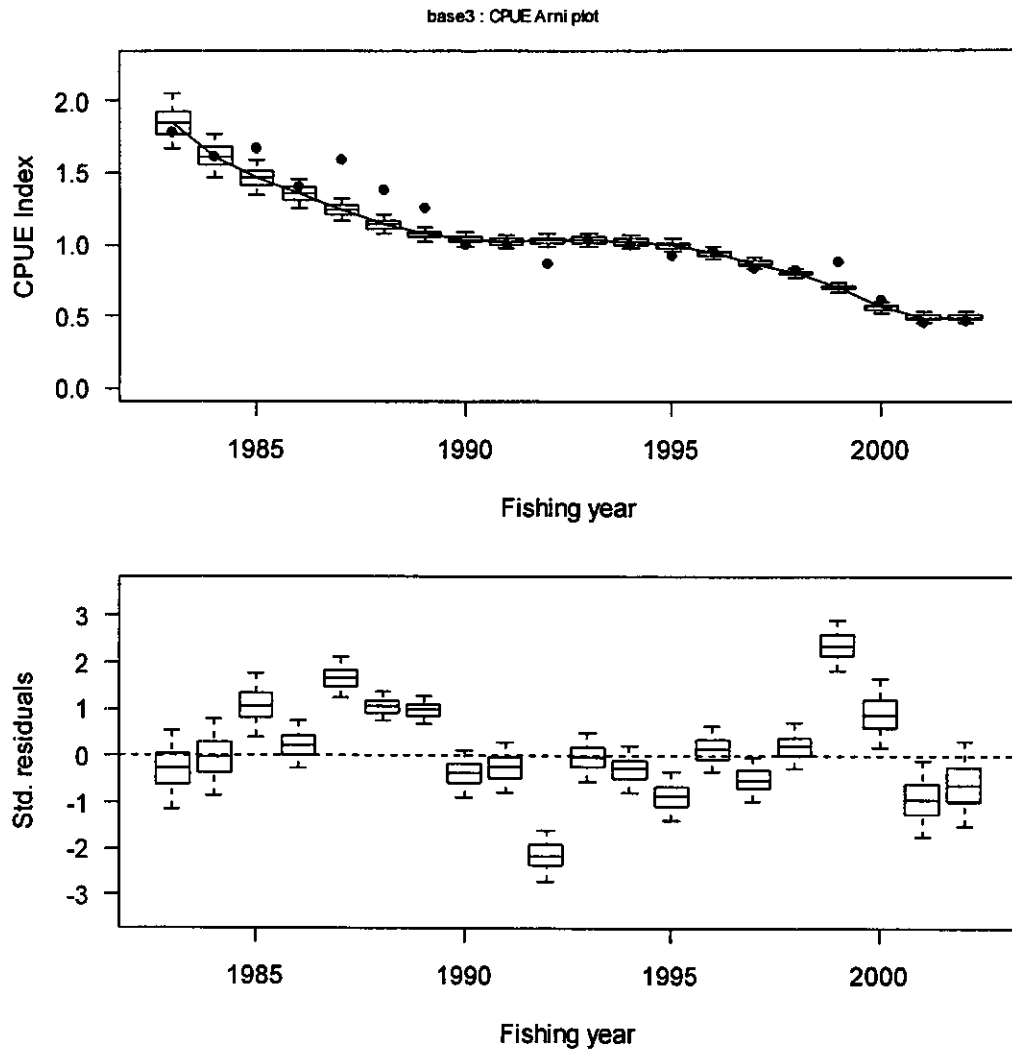 base3 : CPUE Arni plot
CPUE Index
2.0
1.5
1.0
0.5
0.0
1985 1990 1995 2000
Fishing year
Std. residuals
3
2
1
0
-1
-2
-3
1985 1990 1995 2000
Fishing year